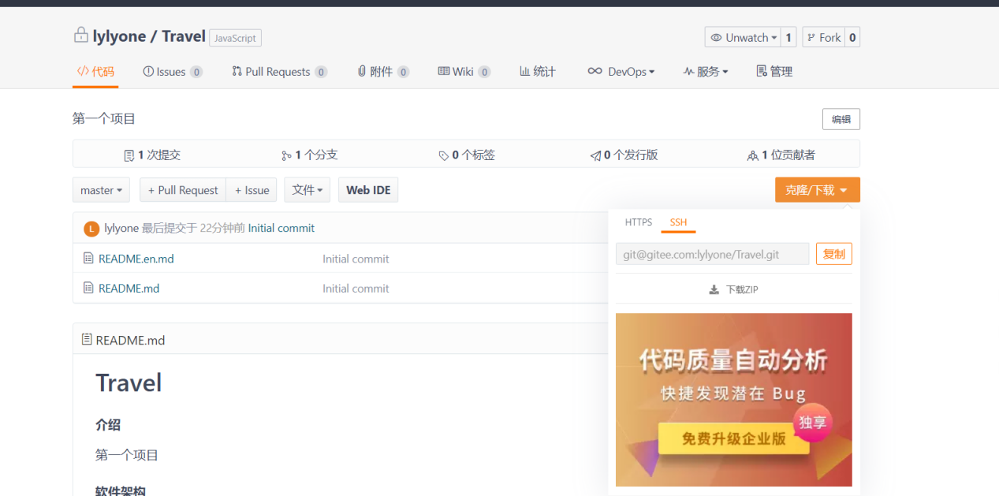 lylyone / Travel JavaScript
Unwatch 1 Fork 0
代码 Issues 0 Pull Requests 0 附件 0 Wiki 0 统计 DevOps 服务 管理
第一个项目
编辑
1 次提交 1 个分支 0 个标签 0 个发行版 1 位贡献者
master + Pull Request + Issue 文件 Web IDE 克隆/下载
L lylyone 最后提交于 22分钟前 Initial commit
README.en.md Initial commit
README.md Initial commit
HTTPS SSH
git@gitee.com:lylyone/Travel.git 复制
下载ZIP
代码质量自动分析
快捷发现潜在 Bug
独享
免费升级企业版
README.md
Travel
介绍
第一个项目
软件架构